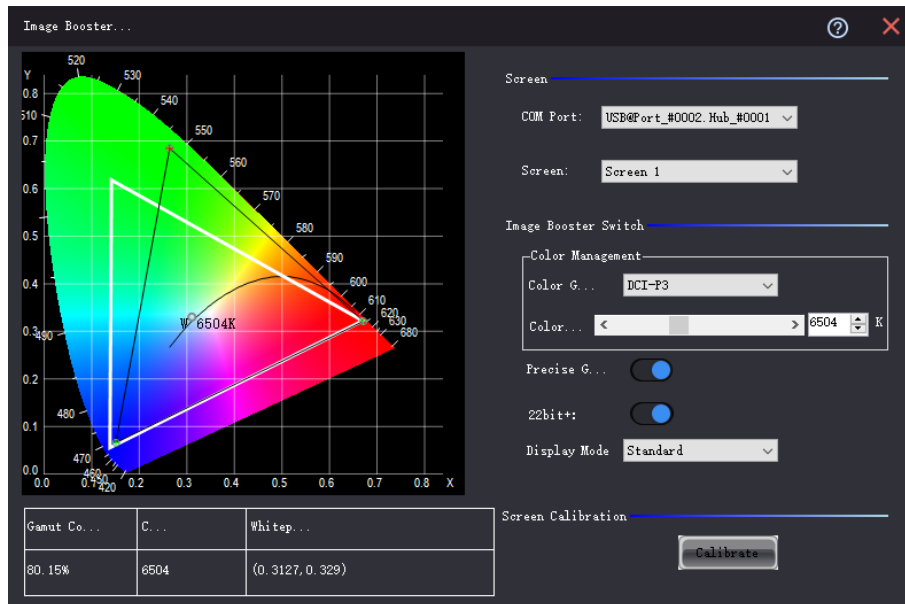 Image Booster...
520
Y
530
0.8
540
510
550
0.7
560
0.6
570
580
0.5
590
0.4
600
610
W 6504K
620
630
0.3
490
680
0.2
480
0.1
470
0.0
460
450
420
0.0 0.1 0.2 0.3 0.4 0.5 0.6 0.7 0.8 X
Gamut Co... C... Whitep...
80.15% 6504 (0.3127,0.329)
Screen
COM Port: USB@Port_#0002.Hub_#0001
Screen: Screen 1
Image Booster Switch
Color Management
Color G... DCI-P3
Color... 6504 K
Precise G...
22bit+:
Display Mode Standard
Screen Calibration
Calibrate